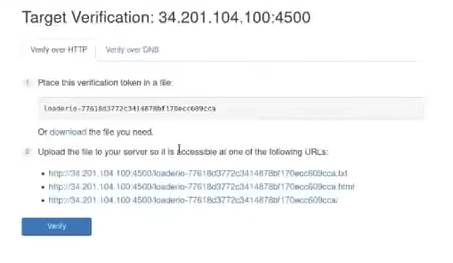 Target Verification: 34.201.104.100:4500
Verify over HTTP Verify over DNS
1 Place this verification token in a file:
loaderio-77618d3772c3414878bf170ecc609cca
Or download the file you need.
2 Upload the file to your server so it is accessible at one of the following URLs:
http://34.201.104.100:4500/loaderio-77618d3772c3414878bf170ecc609cca.txt
http://34.201.104.100:4500/loaderio-77618d3772c3414878bf170ecc609cca.html
http://34.201.104.100:4500/loaderio-77618d3772c3414878bf170ecc609cca/
Verify